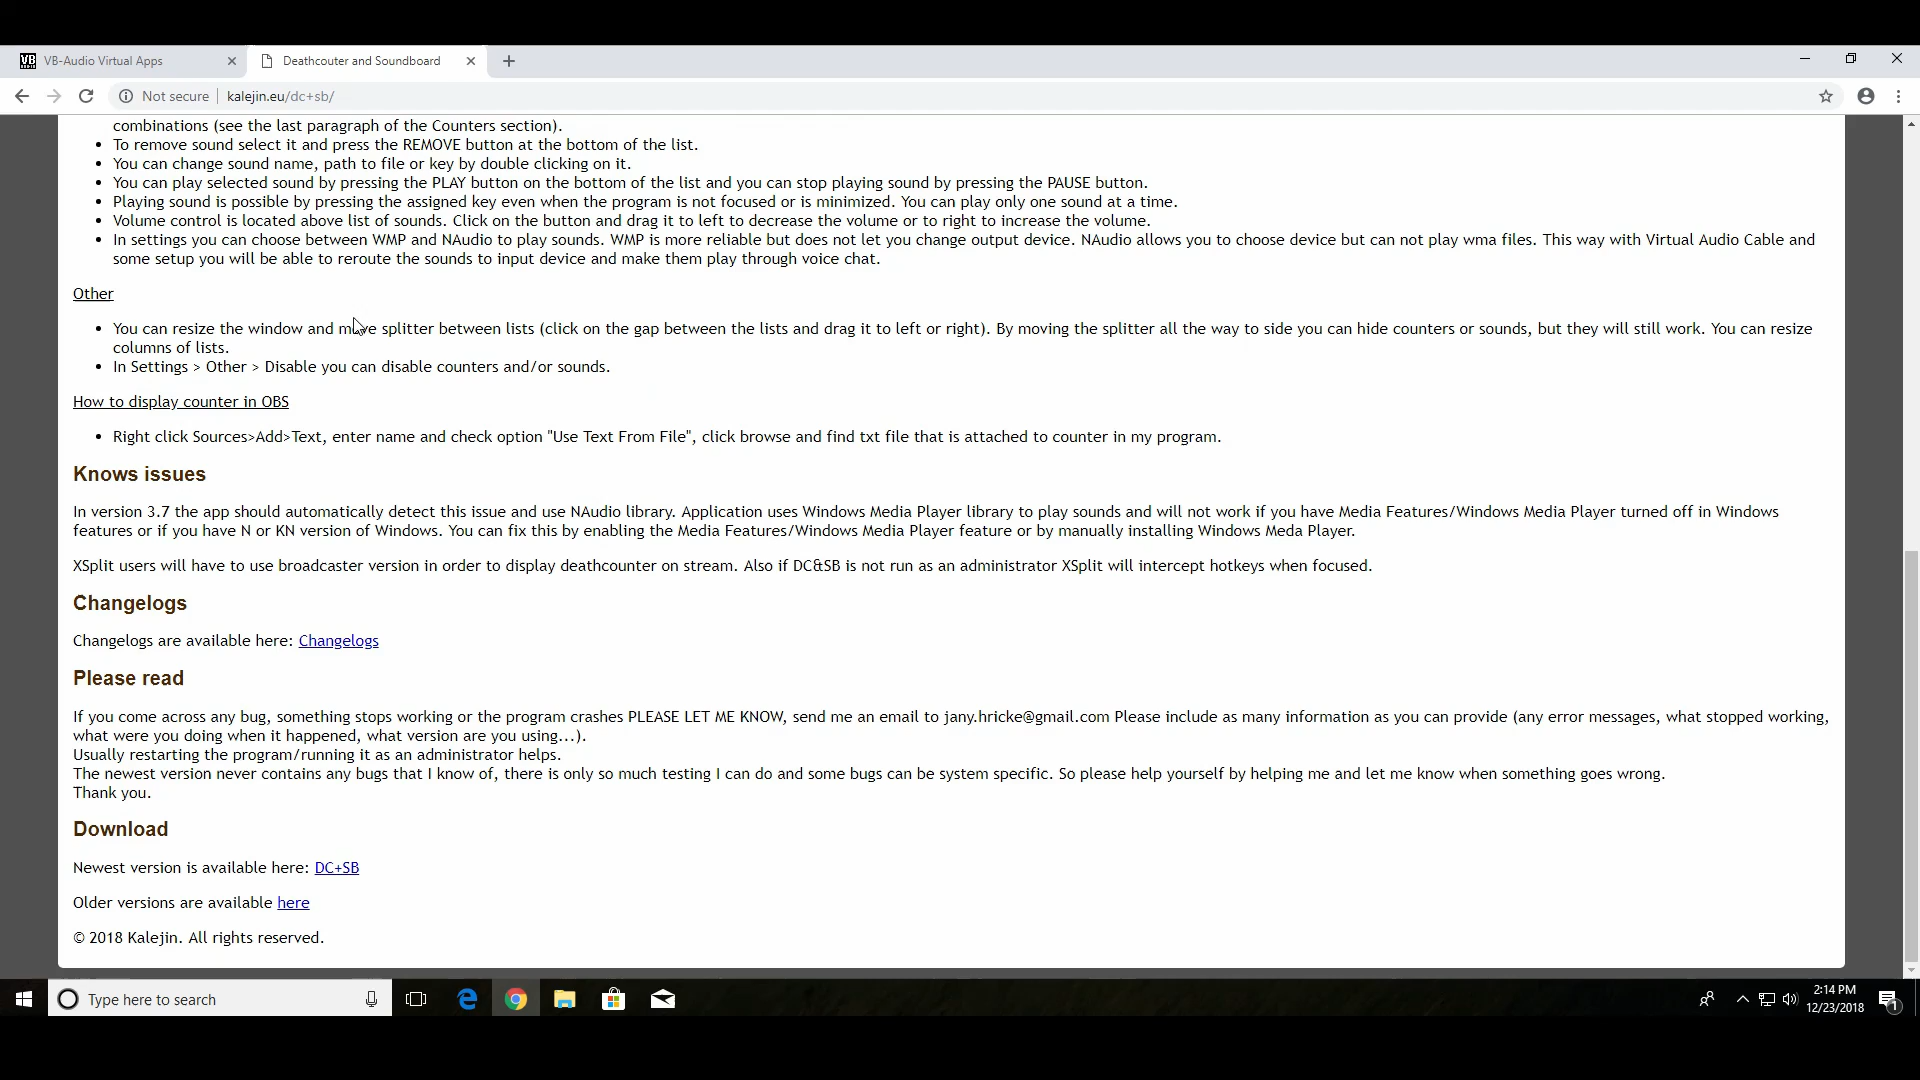 VB-Audio Virtual Apps
Deathcouter and Soundboard
Not secure
kalejin.eu/dc+sb/
combinations (see the last paragraph of the Counters section).
• To remove sound select it and press the REMOVE button at the bottom of the list.
• You can change sound name, path to file or key by double clicking on it.
• You can play selected sound by pressing the PLAY button on the bottom of the list and you can stop playing sound by pressing the PAUSE button.
• Playing sound is possible by pressing the assigned key even when the program is not focused or is minimized. You can play only one sound at a time.
• Volume control is located above list of sounds. Click on the button and drag it to left to decrease the volume or to right to increase the volume.
• In settings you can choose between WMP and NAudio to play sounds. WMP is more reliable but does not let you change output device. NAudio allows you to choose device but can not play wma files. This way with Virtual Audio Cable and
some setup you will be able to reroute the sounds to input device and make them play through voice chat.
Other
• You can resize the window and move splitter between lists (click on the gap between the lists and drag it to left or right). By moving the splitter all the way to side you can hide counters or sounds, but they will still work. You can resize
columns of lists.
• In Settings > Other > Disable you can disable counters and/or sounds.
How to display counter in OBS
• Right click Sources>Add>Text, enter name and check option "Use Text From File", click browse and find txt file that is attached to counter in my program.
Knows issues
In version 3.7 the app should automatically detect this issue and use NAudio library. Application uses Windows Media Player library to play sounds and will not work if you have Media Features/Windows Media Player turned off in Windows
features or if you have N or KN version of Windows. You can fix this by enabling the Media Features/Windows Media Player feature or by manually installing Windows Meda Player.
XSplit users will have to use broadcaster version in order to display deathcounter on stream. Also if DC&SB is not run as an administrator XSplit will intercept hotkeys when focused.
Changelogs
Changelogs are available here: Changelogs
Please read
If you come across any bug, something stops working or the program crashes PLEASE LET ME KNOW, send me an email to jany.hricke@gmail.com Please include as many information as you can provide (any error messages, what stopped working,
what were you doing when it happened, what version are you using...).
Usually restarting the program/running it as an administrator helps.
The newest version never contains any bugs that I know of, there is only so much testing I can do and some bugs can be system specific. So please help yourself by helping me and let me know when something goes wrong.
Thank you.
Download
Newest version is available here: DC+SB
Older versions are available here
© 2018 Kalejin. All rights reserved.
Type here to search
2:14 PM
12/23/2018
1